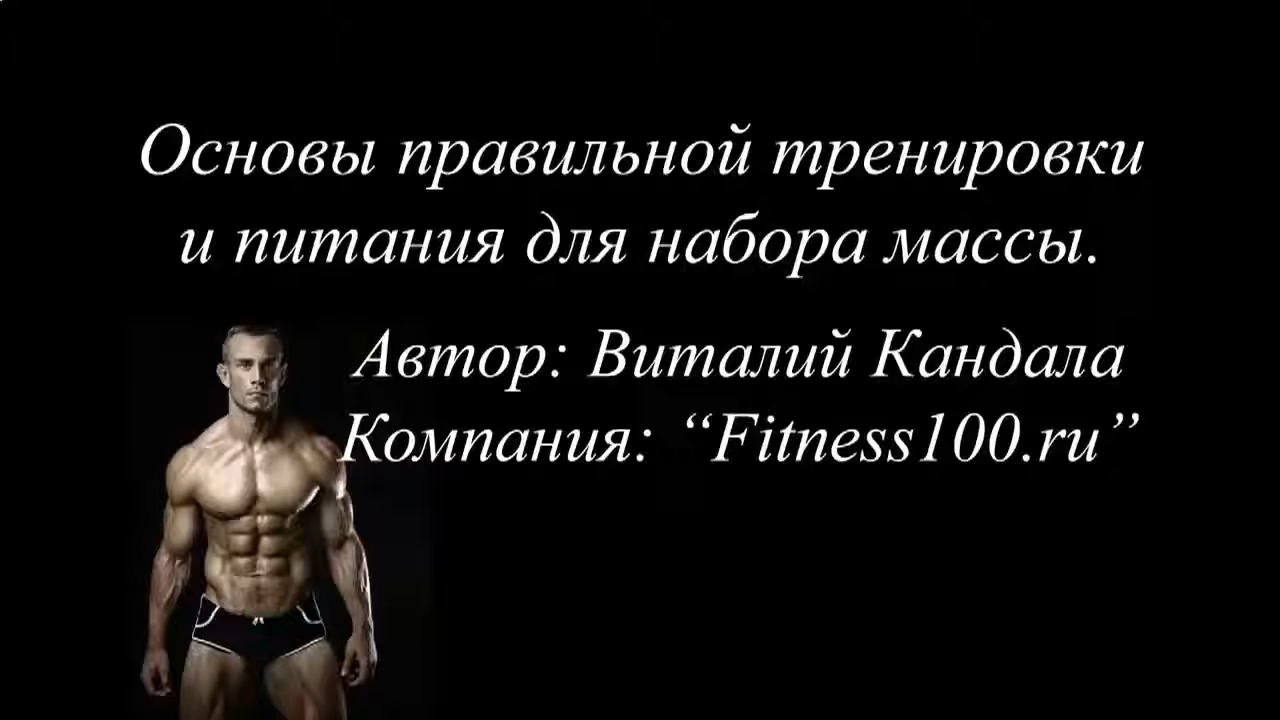 Основы правильной тренировки
и питания для набора массы.
Автор: Виталий Кандала
Компания: “Fitness100.ru”